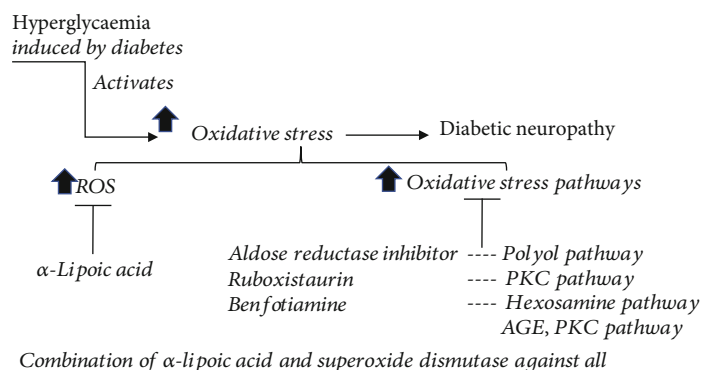 Hyperglycaemia
induced by diabetes
Activates
Oxidative stress
Diabetic neuropathy
ROS
Oxidative stress pathways
α-Lipoic acid
Aldose reductase inhibitor ---- Polyol pathway
Ruboxistaurin ---- PKC pathway
Benfotiamine ---- Hexosamine pathway
AGE, PKC pathway
Combination of α-lipoic acid and superoxide dismutase against all